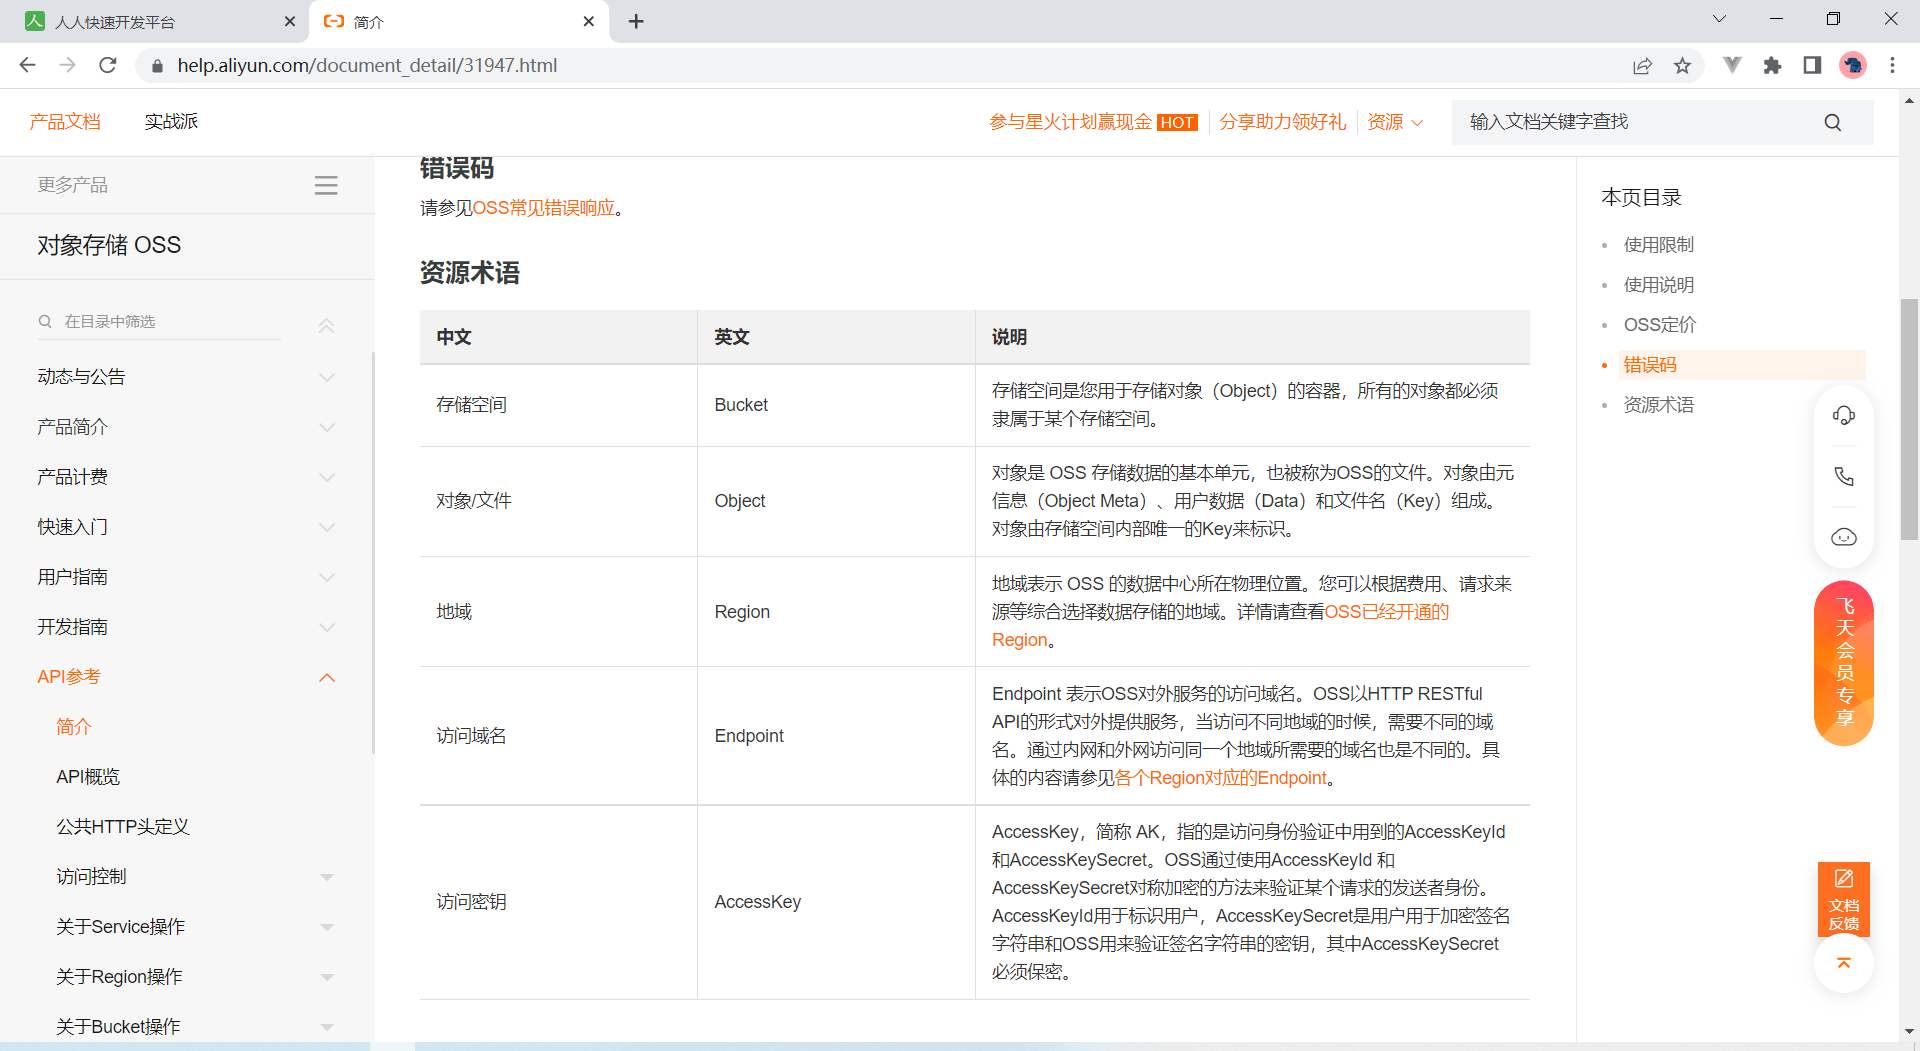 人人快速开发平台
简介
help.aliyun.com/document_detail/31947.html
产品文档
实战派
参与星火计划赢现金 HOT
分享助力领好礼
资源
输入文档关键字查找
更多产品
对象存储 OSS
在目录中筛选
动态与公告
产品简介
产品计费
快速入门
用户指南
开发指南
API参考
简介
API概览
公共HTTP头定义
访问控制
关于Service操作
关于Region操作
关于Bucket操作
错误码
请参见OSS常见错误响应。
资源术语
中文 英文 说明
存储空间
Bucket
存储空间是您用于存储对象（Object）的容器，所有的对象都必须
隶属于某个存储空间。
对象/文件
Object
对象是 OSS 存储数据的基本单元，也被称为OSS的文件。对象由元
信息（Object Meta）、用户数据（Data）和文件名（Key）组成。
对象由存储空间内部唯一的Key来标识。
地域
Region
地域表示 OSS 的数据中心所在物理位置。您可以根据费用、请求来
源等综合选择数据存储的地域。详情请查看OSS已经开通的
Region。
访问域名
Endpoint
Endpoint 表示OSS对外服务的访问域名。OSS以HTTP RESTful
API的形式对外提供服务，当访问不同地域的时候，需要不同的域
名。通过内网和外网访问同一个地域所需要的域名也是不同的。具
体的内容请参见各个Region对应的Endpoint。
访问密钥
AccessKey
AccessKey，简称 AK，指的是访问身份验证中用到的AccessKeyId
和AccessKeySecret。OSS通过使用AccessKeyId 和
AccessKeySecret对称加密的方法来验证某个请求的发送者身份。
AccessKeyId用于标识用户，AccessKeySecret是用户用于加密签名
字符串和OSS用来验证签名字符串的密钥，其中AccessKeySecret
必须保密。
本页目录
使用限制
使用说明
OSS定价
错误码
资源术语
飞天会员专享
文档
反馈